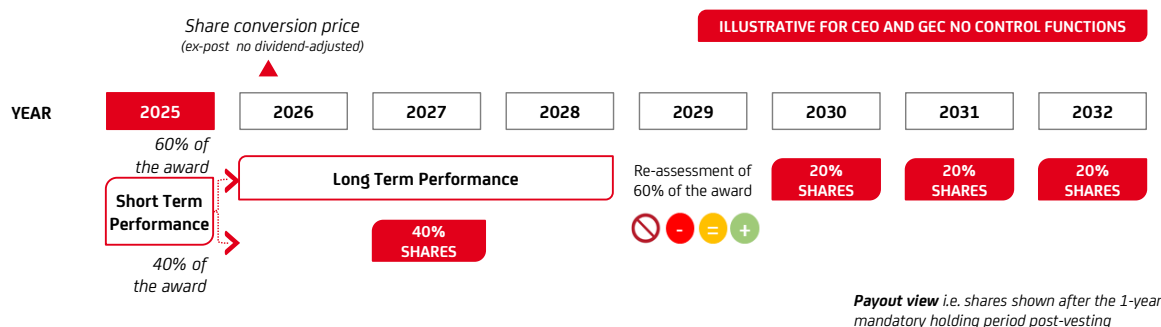 Share conversion price
(ex-post no dividend-adjusted)
ILLUSTRATIVE FOR CEO AND GEC NO CONTROL FUNCTIONS
YEAR
2025
2026
2027
2028
2029
2030
2031
2032
60% of
the award
Short Term
Performance
40% of
the award
Long Term Performance
40%
SHARES
Re-assessment of
60% of the award
-
=
+
20%
SHARES
20%
SHARES
20%
SHARES
Payout view i.e. shares shown after the 1-year
mandatory holding period post-vesting